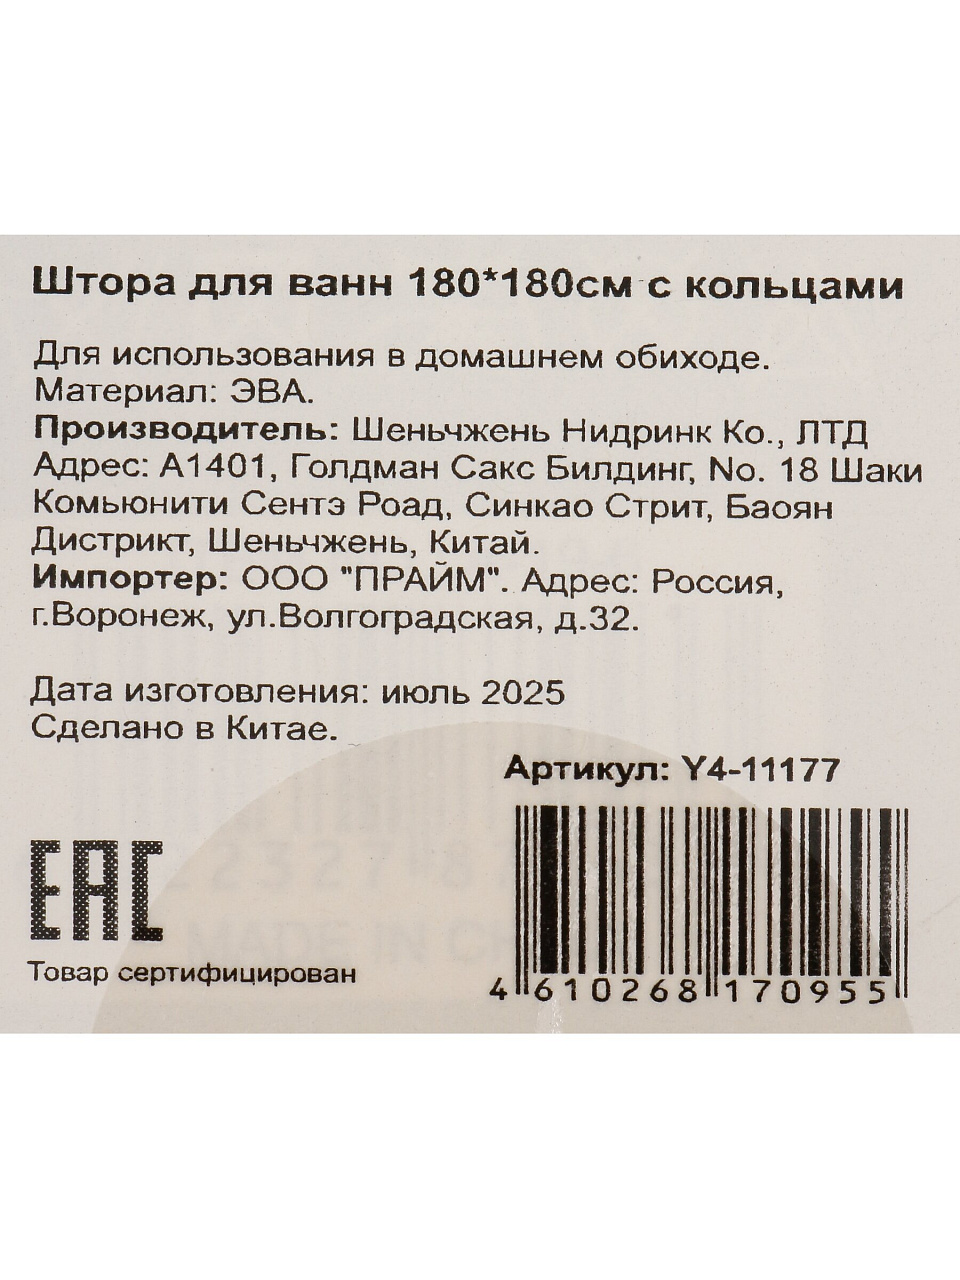 Штора для ванн 180*180см с кольцами
Для использования в домашнем обиходе.
Материал: ЭВА.
Производитель: Шеньчжень Нидринк Ко., ЛТД
Адрес: А1401, Голдман Сакс Билдинг, No. 18 Шаки
Комьюнити Сентэ Роад, Синкао Стрит, Баоян
Дистрикт, Шеньчжень, Китай.
Импортер: ООО "ПРАЙМ". Адрес: Россия,
г.Воронеж, ул.Волгоградская, д.32.
Дата изготовления: июль 2025
Сделано в Китае.
Артикул: Y4-11177
EAC
Товар сертифицирован
4 610268 170955
MADE IN